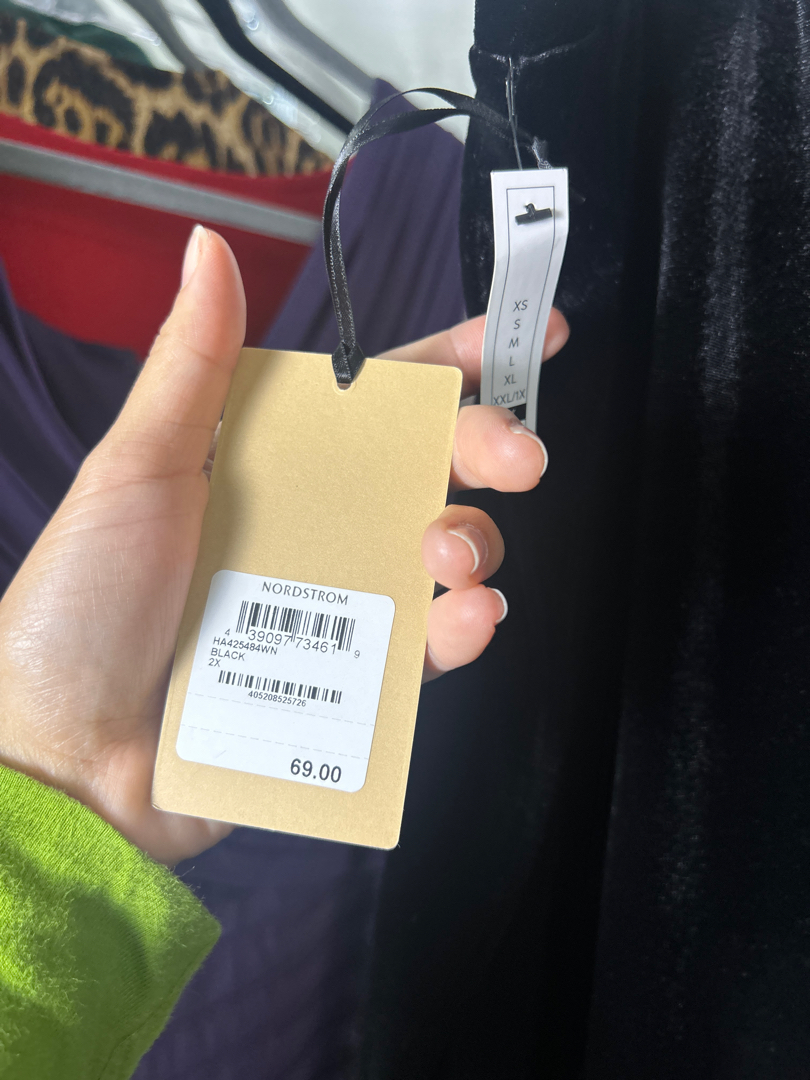 XS
S
M
L
XL
XXL/1X
NORDSTROM
4 39097 73461 9
HA425484WN
BLACK
2X
405208525726
69.00